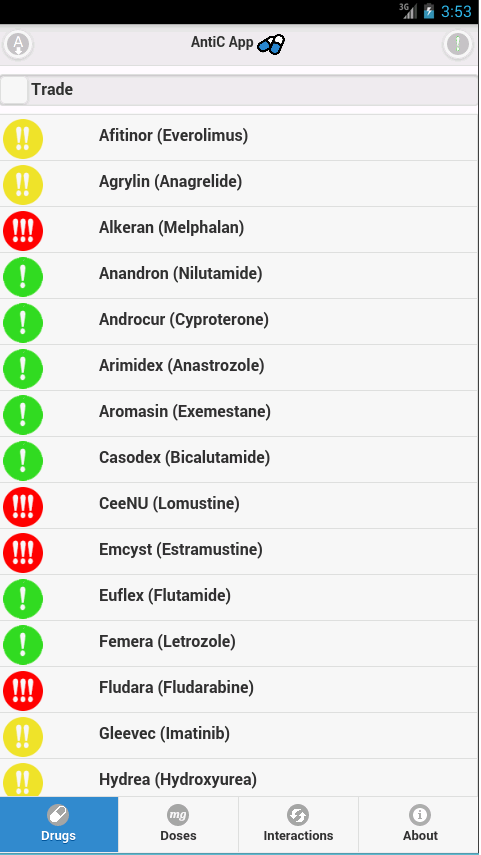 3G 3:53
A
AntiC App
!
Trade
!! Afitinor (Everolimus)
!! Agrylin (Anagrelide)
!!! Alkeran (Melphalan)
! Anandron (Nilutamide)
! Androcur (Cyproterone)
! Arimidex (Anastrozole)
! Aromasin (Exemestane)
! Casodex (Bicalutamide)
!!! CeeNU (Lomustine)
!!! Emcyst (Estramustine)
! Euflex (Flutamide)
! Femera (Letrozole)
!!! Fludara (Fludarabine)
!! Gleevec (Imatinib)
!! Hydrea (Hydroxyurea)
mg i
Drugs Doses Interactions About